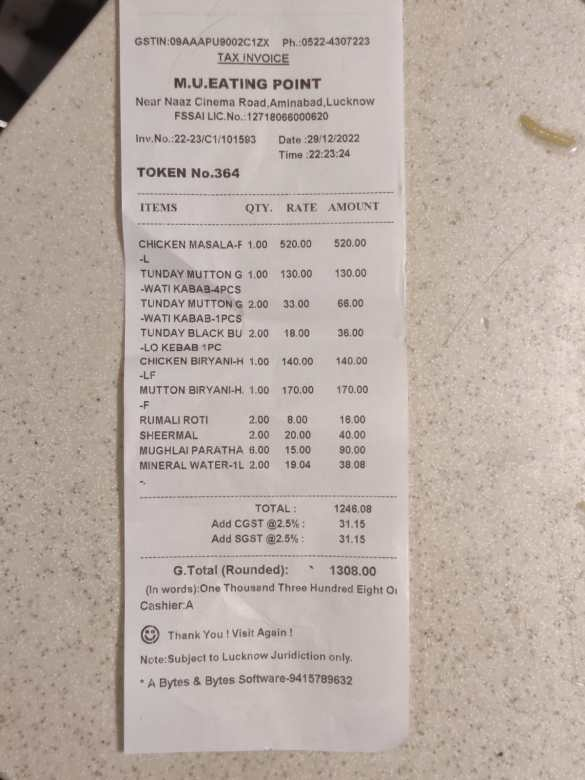 GSTIN:09AAAPU9002C1ZX Ph.:0522-4307223
TAX INVOICE
M.U.EATING POINT
Near Naaz Cinema Road,Aminabad,Lucknow
FSSAI LIC.No.:12718066000620
Inv.No.:22-23/C1/101593 Date :29/12/2022
Time :22:23:24
TOKEN No.364
ITEMS QTY. RATE AMOUNT
CHICKEN MASALA-F 1.00 520.00 520.00
-L
TUNDAY MUTTON G 1.00 130.00 130.00
-WATI KABAB-4PCS
TUNDAY MUTTON G 2.00 33.00 66.00
-WATI KABAB-1PCS
TUNDAY BLACK BU 2.00 18.00 36.00
-LO KEBAB 1PC
CHICKEN BIRYANI-H 1.00 140.00 140.00
-LF
MUTTON BIRYANI-H. 1.00 170.00 170.00
-F
RUMALI ROTI 2.00 8.00 16.00
SHEERMAL 2.00 20.00 40.00
MUGHLAI PARATHA 6.00 15.00 90.00
MINERAL WATER-1L 2.00 19.04 38.08
-.
TOTAL : 1246.08
Add CGST @2.5% : 31.15
Add SGST @2.5% : 31.15
G.Total (Rounded): ` 1308.00
(In words):One Thousand Three Hundred Eight Or
Cashier:A
Thank You ! Visit Again !
Note:Subject to Lucknow Juridiction only.
* A Bytes & Bytes Software-9415789632